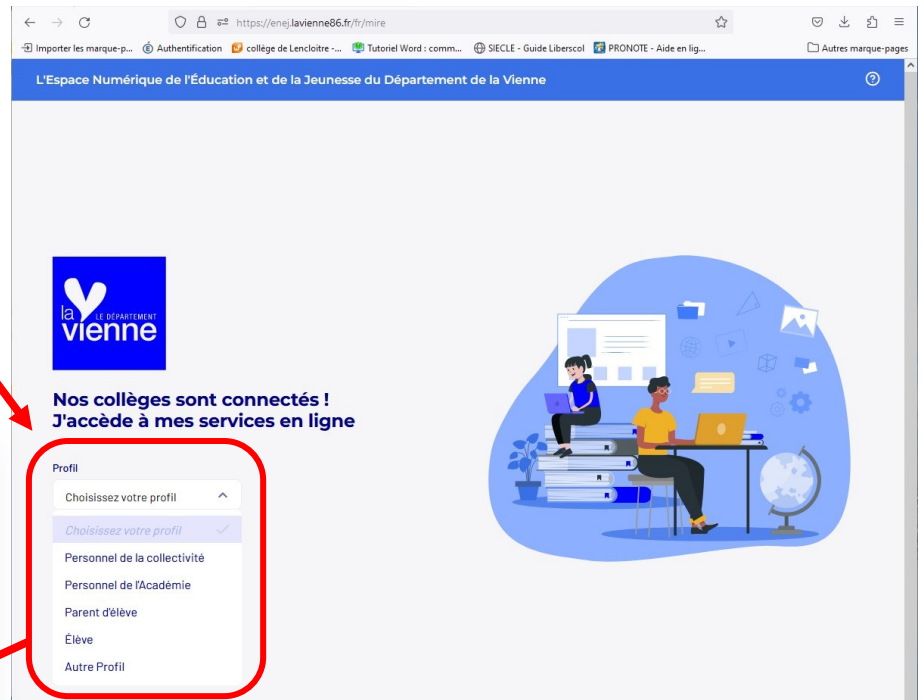 https://enej.lavienne86.fr/fr/mire
Importer les marque-p... Authentification collège de Lencloitre -... Tutoriel Word : comm... SIECLE - Guide Liberscol PRONOTE - Aide en lig... Autres marque-pages
L'Espace Numérique de l'Éducation et de la Jeunesse du Département de la Vienne
la LE DÉPARTEMENT
vienne
Nos collèges sont connectés !
J'accède à mes services en ligne
Profil
Choisissez votre profil
Choisissez votre profil
Personnel de la collectivité
Personnel de l'Académie
Parent d'élève
Élève
Autre Profil